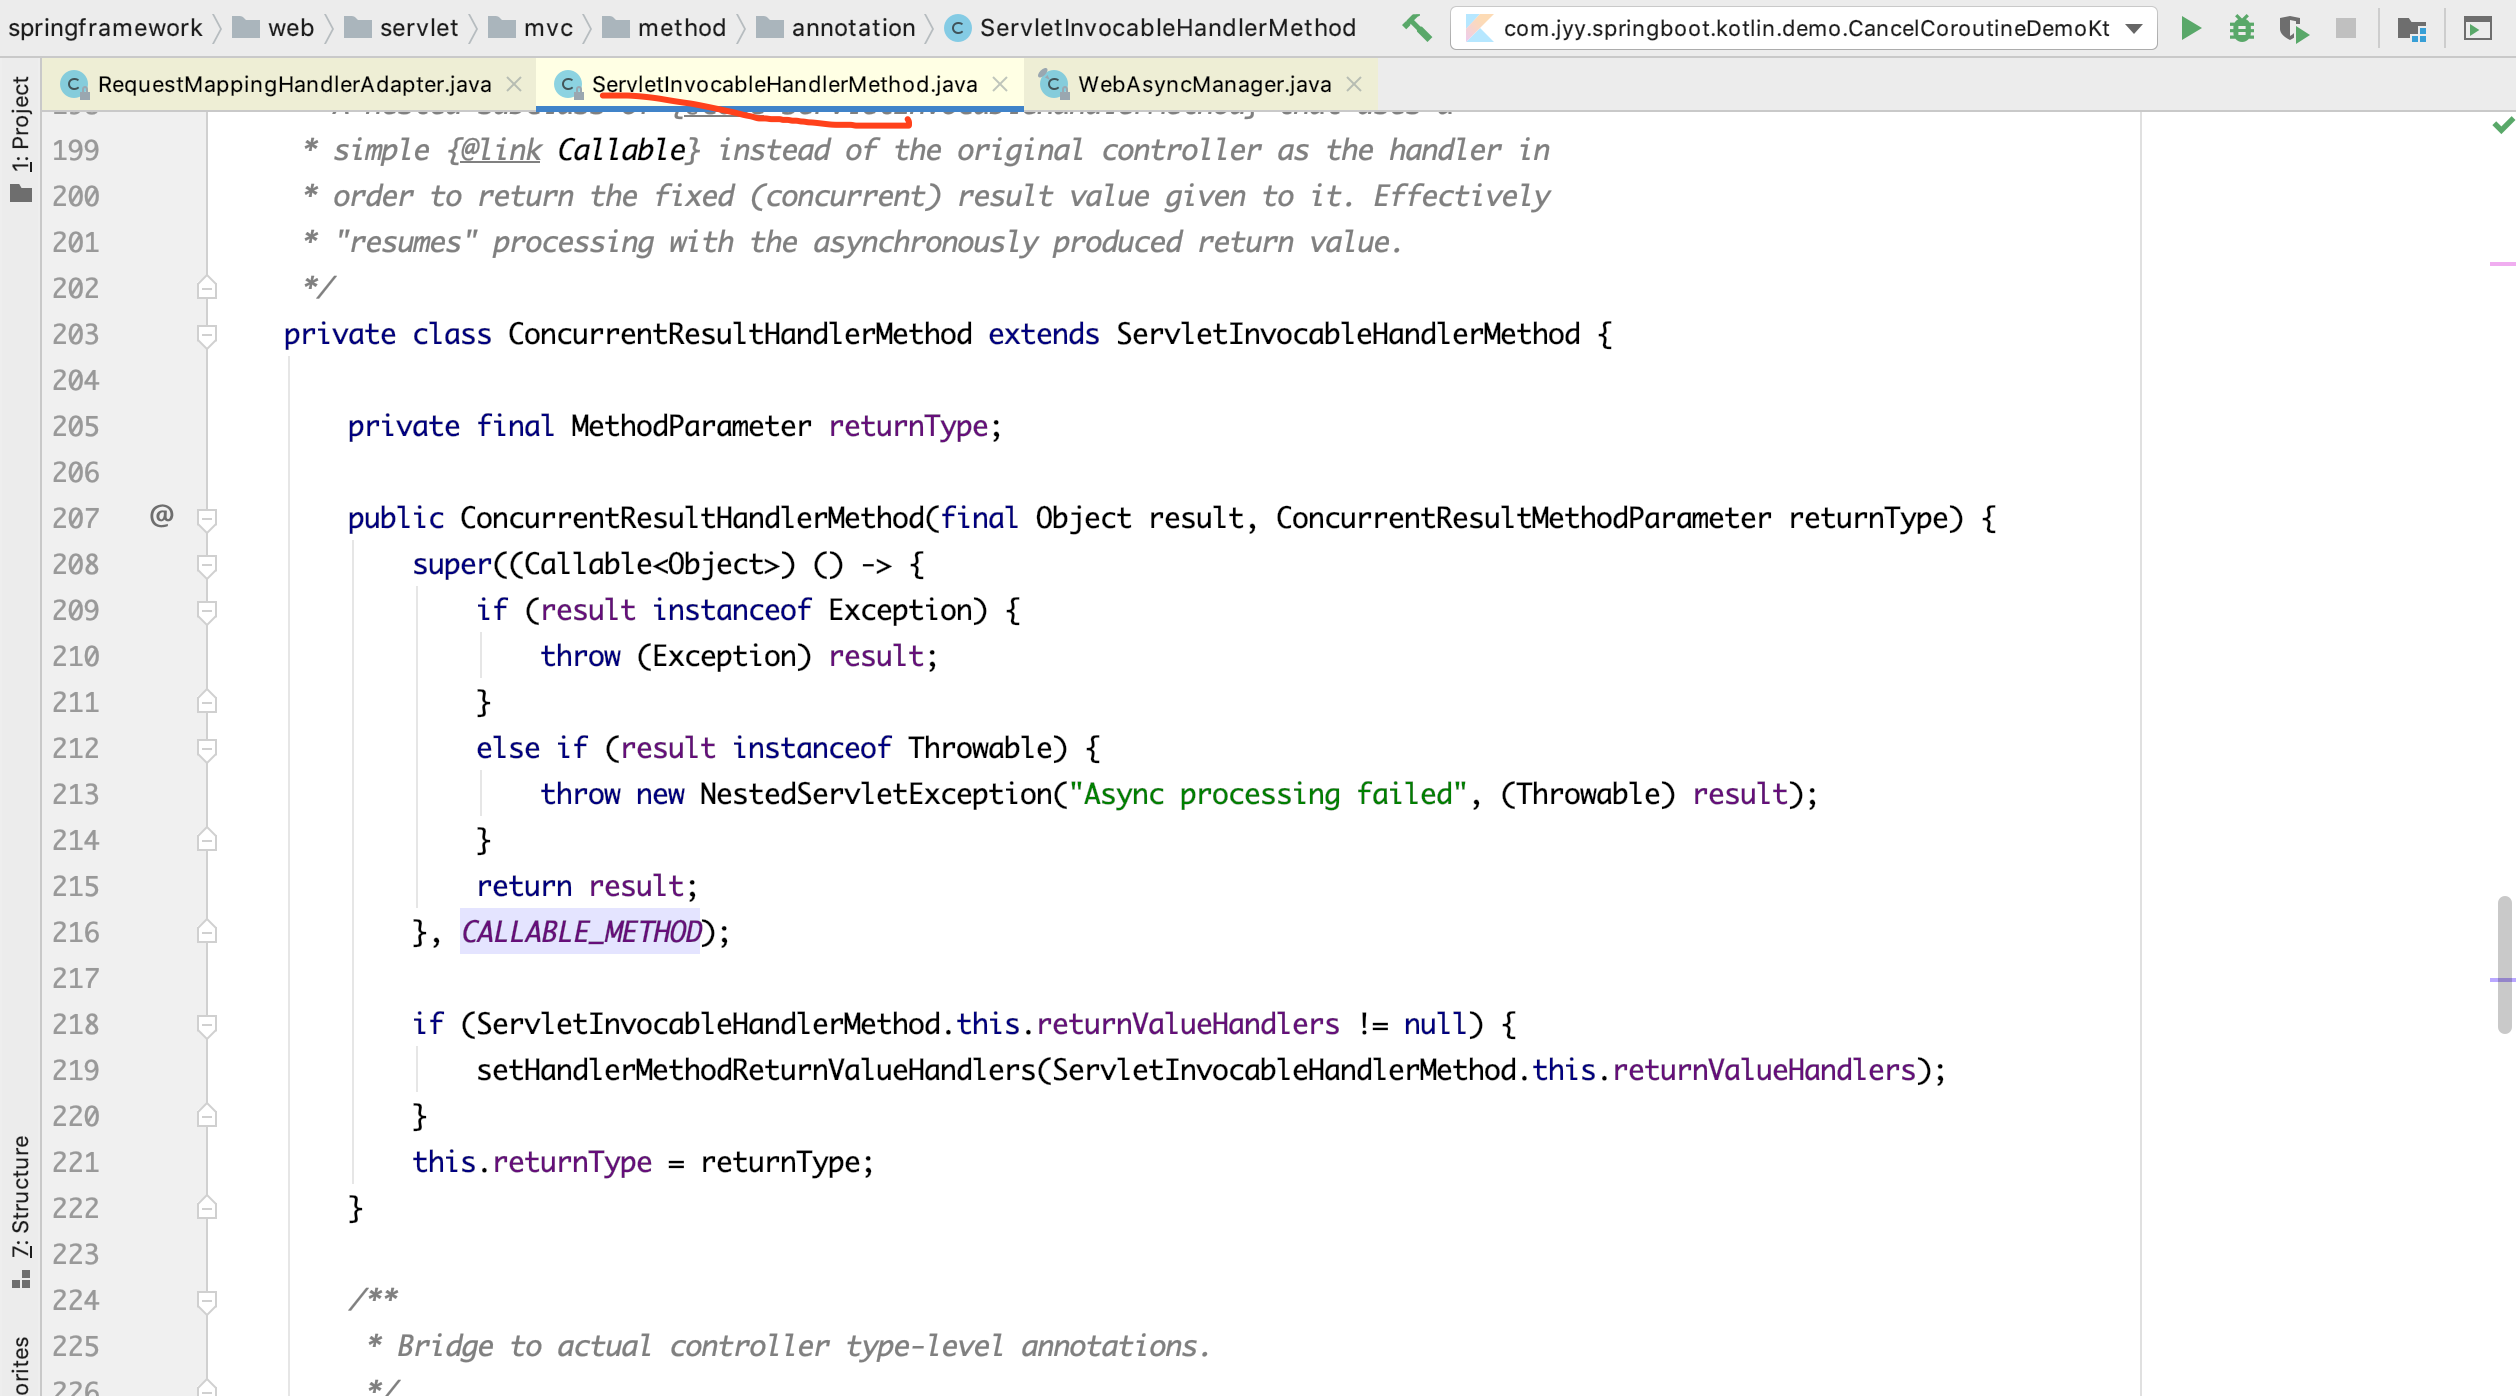 springframework web servlet mvc method annotation ServletInvocableHandlerMethod com.jyy.springboot.kotlin.demo.CancelCoroutineDemoKt
RequestMappingHandlerAdapter.java ServletInvocableHandlerMethod.java WebAsyncManager.java
1: Project
199 * simple {@link Callable} instead of the original controller as the handler in
200 * order to return the fixed (concurrent) result value given to it. Effectively
201 * "resumes" processing with the asynchronously produced return value.
202 */
203 private class ConcurrentResultHandlerMethod extends ServletInvocableHandlerMethod {
204
205 private final MethodParameter returnType;
206
207 @ public ConcurrentResultHandlerMethod(final Object result, ConcurrentResultMethodParameter returnType) {
208 super((Callable<Object>) () -> {
209 if (result instanceof Exception) {
210 throw (Exception) result;
211 }
212 else if (result instanceof Throwable) {
213 throw new NestedServletException("Async processing failed", (Throwable) result);
214 }
215 return result;
216 }, CALLABLE_METHOD);
217
218 if (ServletInvocableHandlerMethod.this.returnValueHandlers != null) {
219 setHandlerMethodReturnValueHandlers(ServletInvocableHandlerMethod.this.returnValueHandlers);
220 }
221 this.returnType = returnType;
222 }
223
224 /**
225 * Bridge to actual controller type-level annotations.
226 */
7: Structure
orites